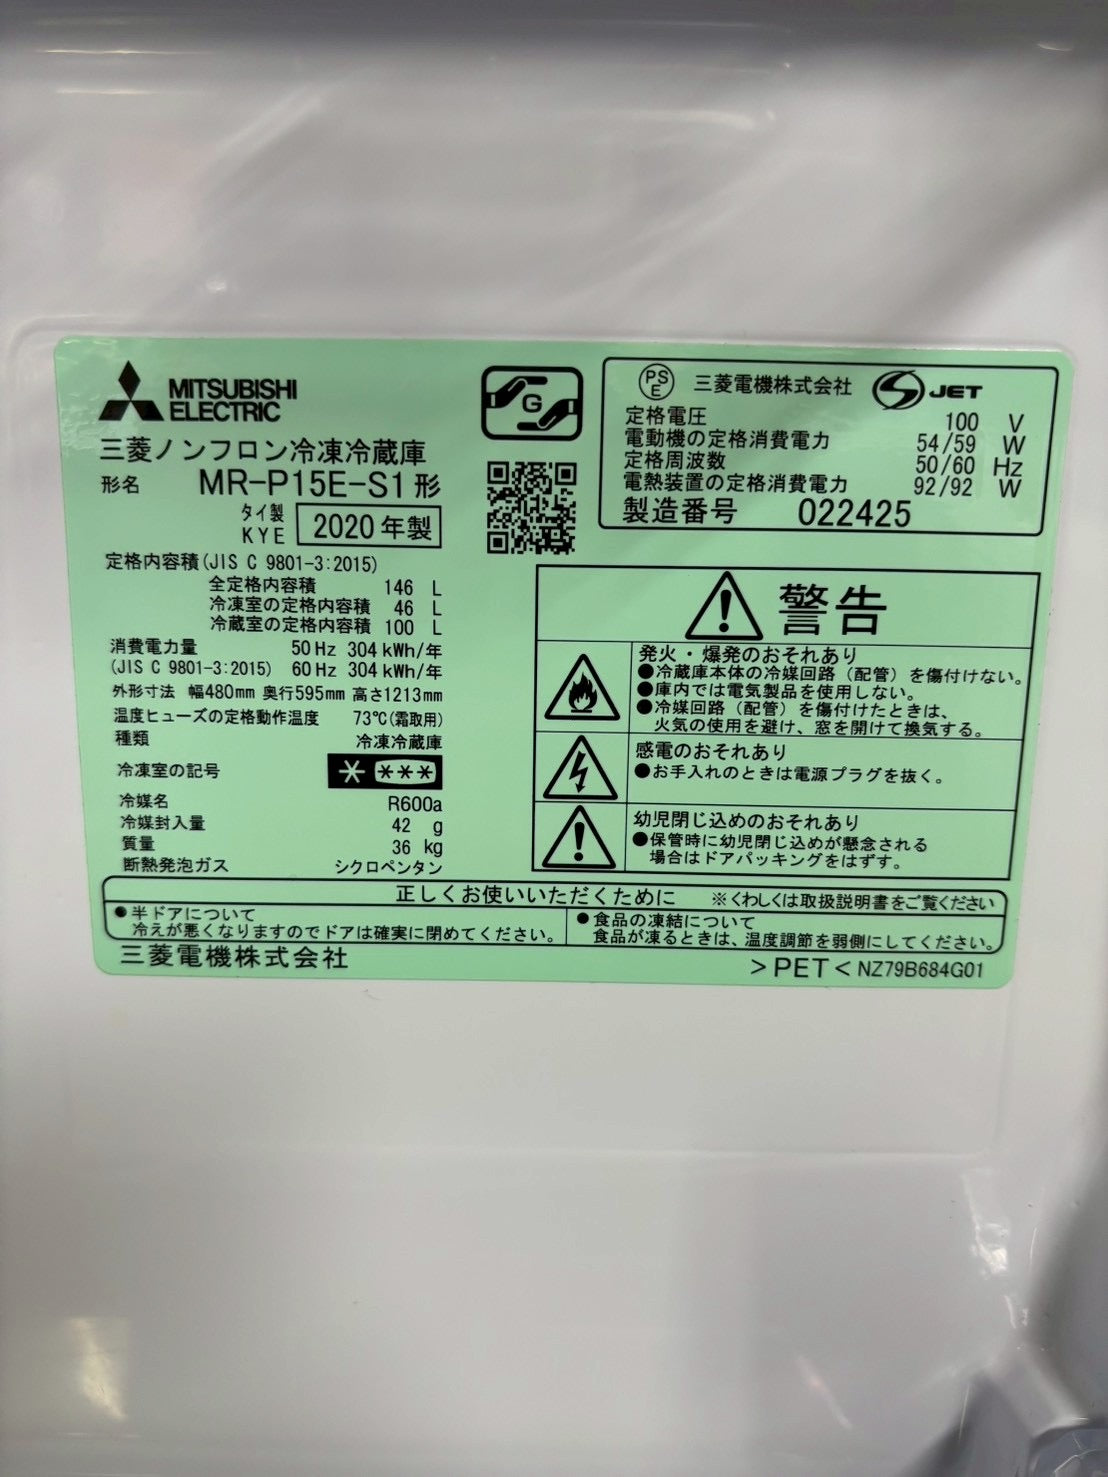 MITSUBISHI
ELECTRIC
三菱ノンフロン冷凍冷蔵庫
形名 MR-P15E-S1形
タイ製
KYE 2020年製
定格内容積(JIS C 9801-3:2015)
全定格内容積 146 L
冷凍室の定格内容積 46 L
冷蔵室の定格内容積 100 L
消費電力量 50Hz 304kWh/年
(JIS C 9801-3:2015) 60Hz 304kWh/年
外形寸法 幅480mm 奥行595mm 高さ1213mm
温度ヒューズの定格動作温度 73℃(霜取用)
種類 冷凍冷蔵庫
冷凍室の記号 * ***
冷媒名 R600a
冷媒封入量 42 g
質量 36 kg
断熱発泡ガス シクロペンタン
G
PSE 三菱電機株式会社 S JET
定格電圧 100 V
電動機の定格消費電力 54/59 W
定格周波数 50/60 Hz
電熱装置の定格消費電力 92/92 W
製造番号 022425
警告
発火・爆発のおそれあり
●冷蔵庫本体の冷媒回路(配管)を傷付けない。
●庫内では電気製品を使用しない。
●冷媒回路(配管)を傷付けたときは、
火気の使用を避け、窓を開けて換気する。
感電のおそれあり
●お手入れのときは電源プラグを抜く。
幼児閉じ込めのおそれあり
●保管時に幼児閉じ込めが懸念される
場合はドアパッキングをはずす。
正しくお使いいただくために ※くわしくは取扱説明書をご覧ください
●半ドアについて
冷えが悪くなりますのでドアは確実に閉めてください。
●食品の凍結について
食品が凍るときは、温度調節を弱側にしてください。
三菱電機株式会社
>PET< NZ79B684G01